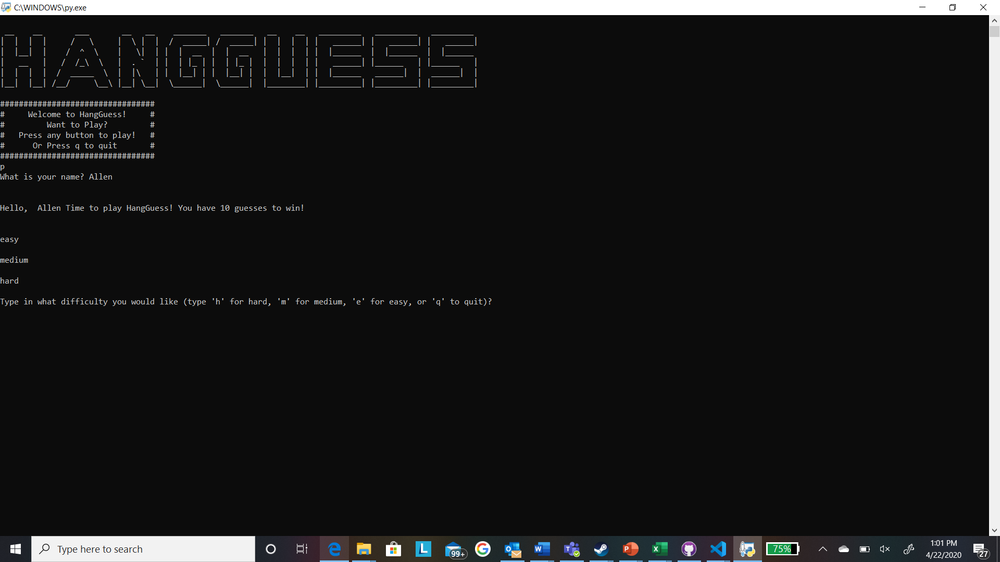 C:\WINDOWS\py.exe
HANGGUESS
##################################
# Welcome to HangGuess! #
# Want to Play? #
# Press any button to play! #
# Or Press q to quit #
##################################
p
What is your name? Allen
Hello,  Allen Time to play HangGuess! You have 10 guesses to win!
easy
medium
hard
Type in what difficulty you would like (type 'h' for hard, 'm' for medium, 'e' for easy, or 'q' to quit)?
Type here to search
L
99+
75%
1:01 PM
4/22/2020
27